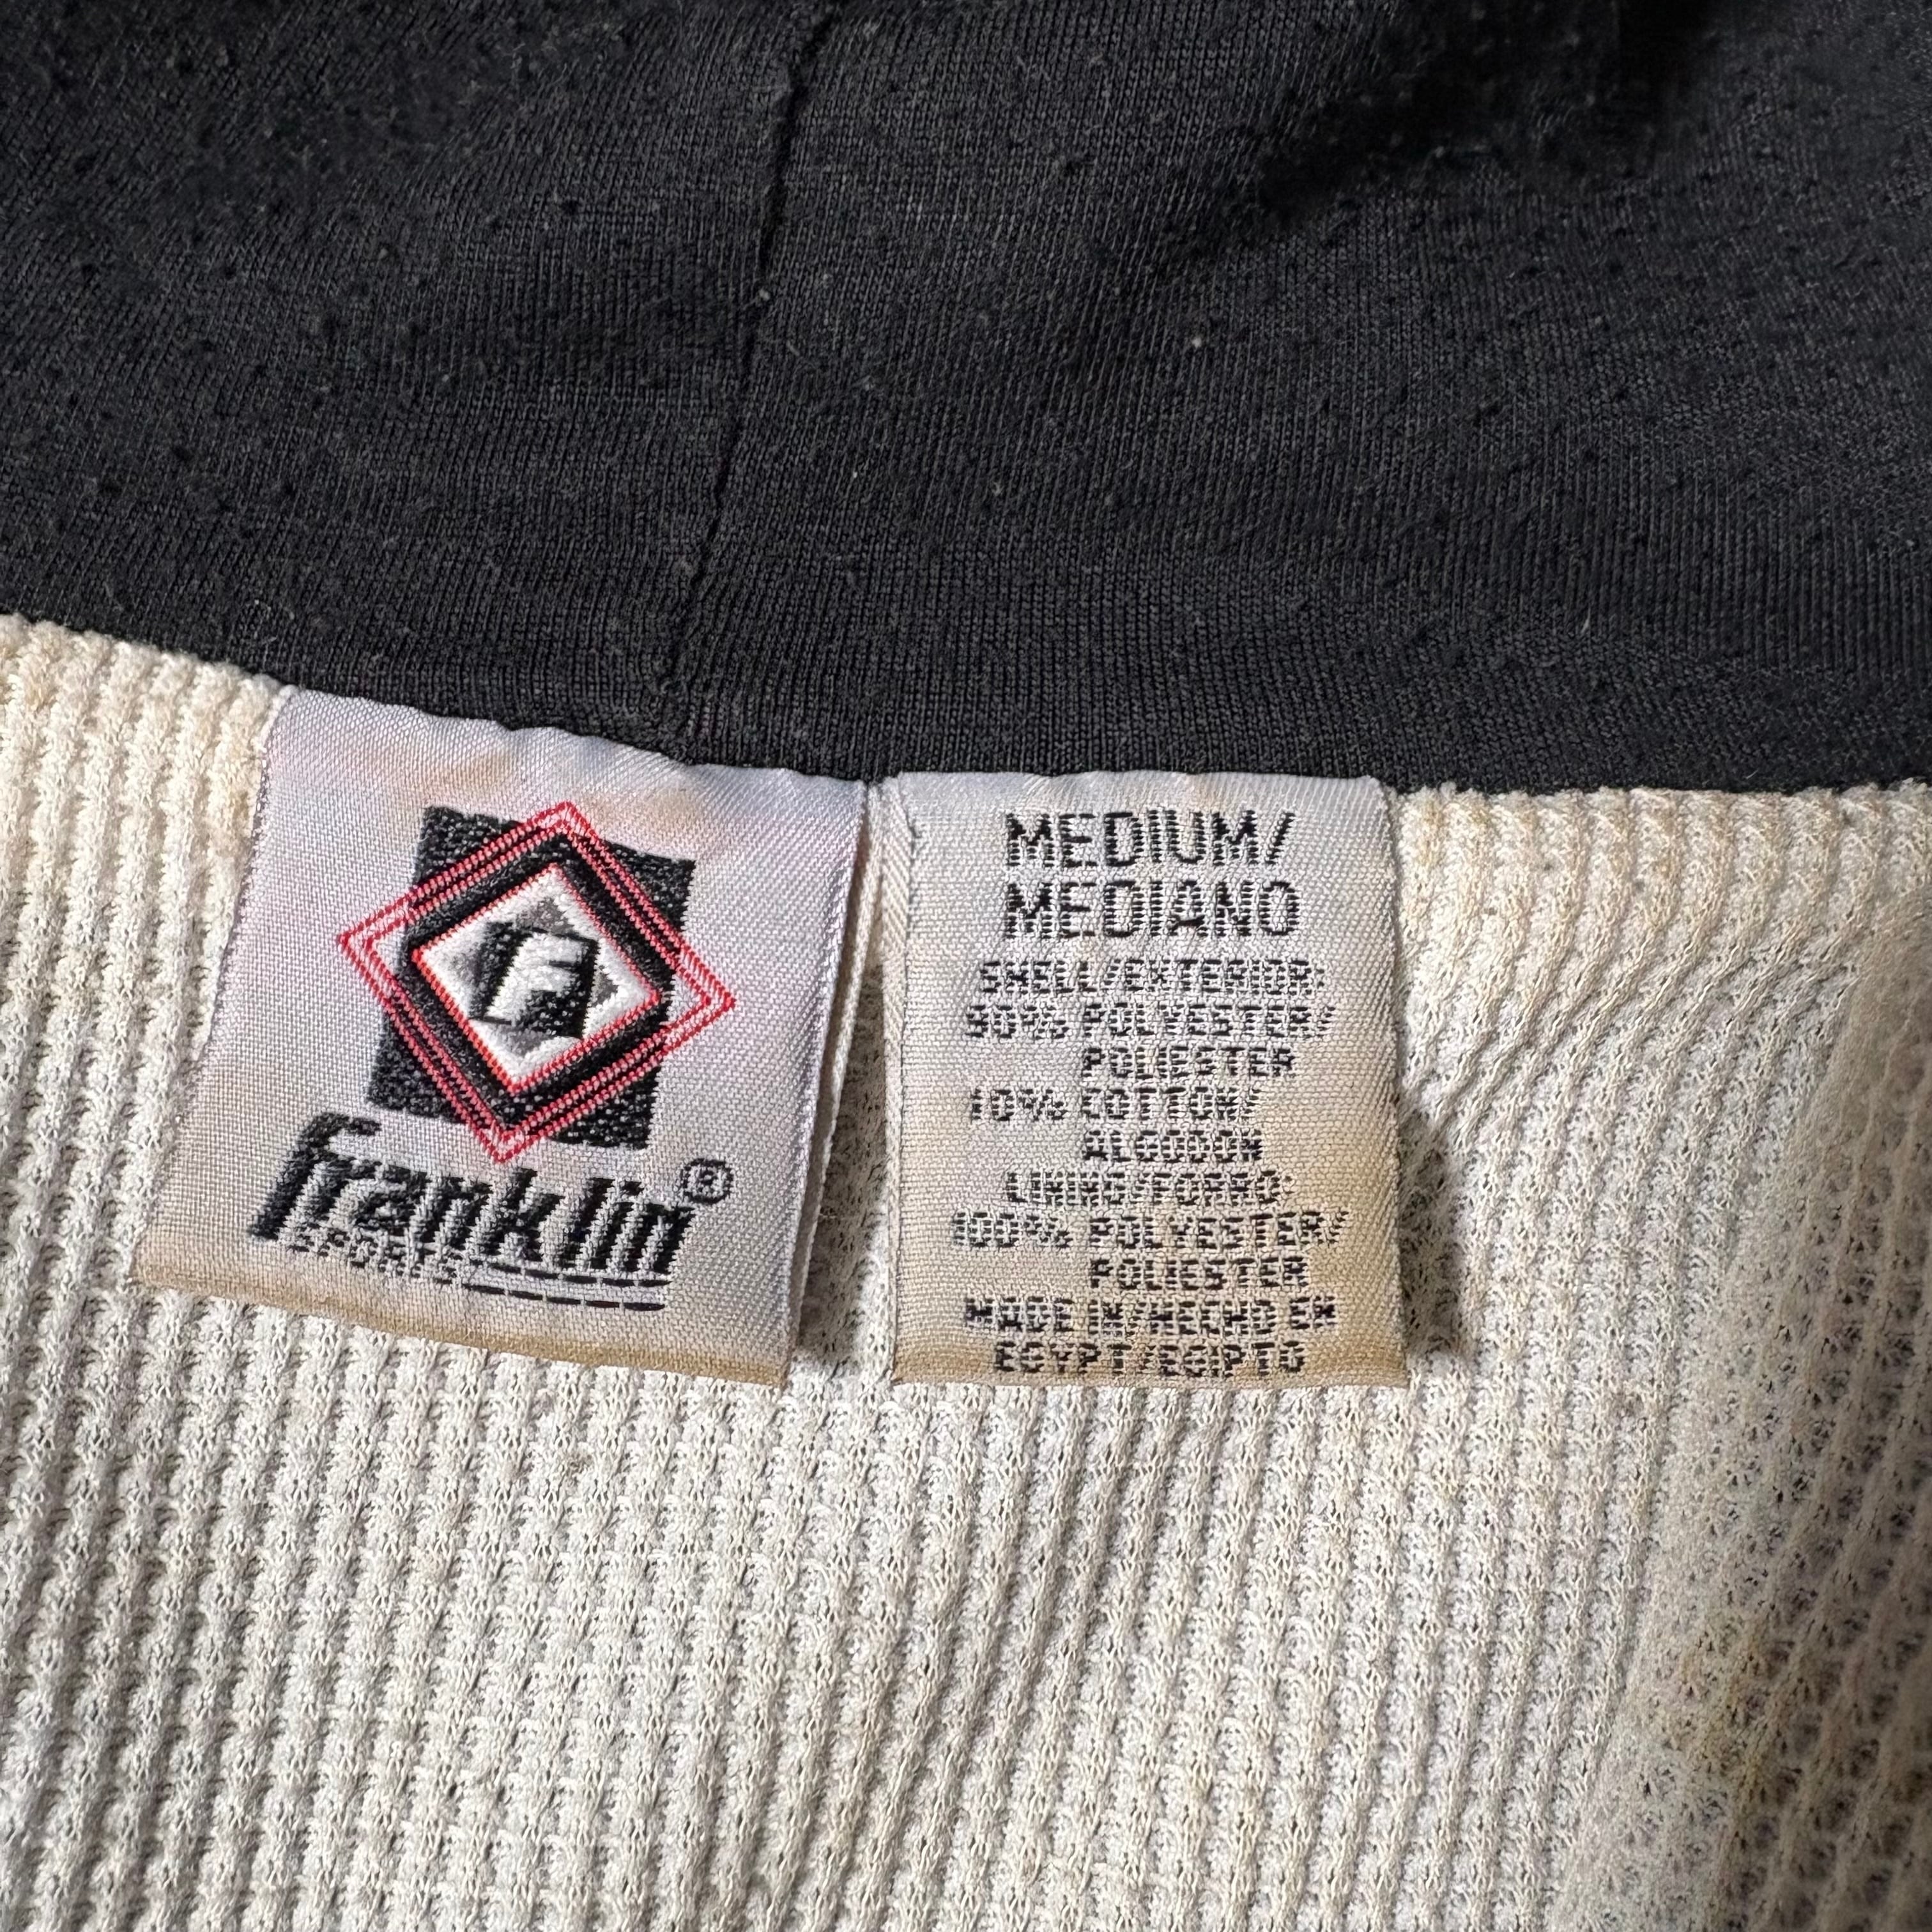 F
franklin®
SPORTS
MEDIUM/
MEDIANO
SHELL/EXTERIOR:
90% POLYESTER/
POLIESTER
10% COTTON/
ALGODON
LINING/FORRO:
100% POLYESTER/
POLIESTER
MADE IN/HECHO EN
EGYPT/EGIPTO